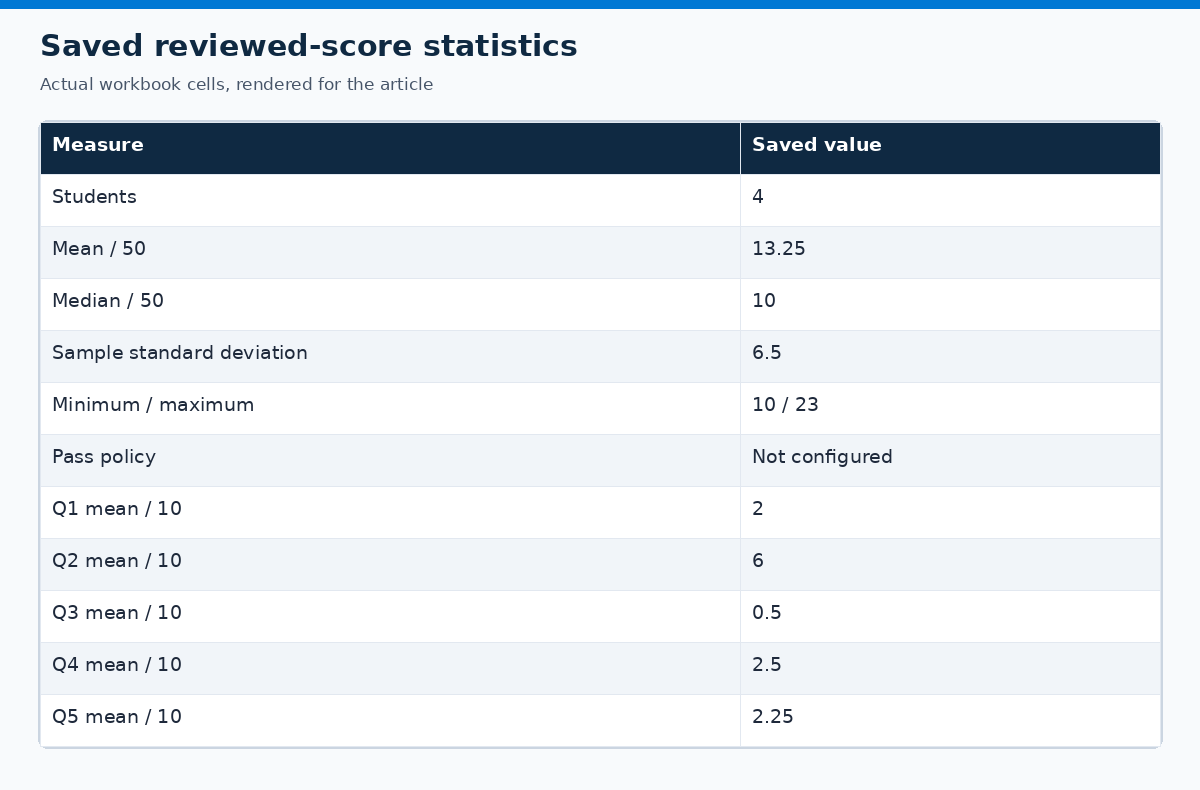 Saved reviewed-score statistics
Actual workbook cells, rendered for the article
Measure Saved value
Students 4
Mean / 50 13.25
Median / 50 10
Sample standard deviation 6.5
Minimum / maximum 10 / 23
Pass policy Not configured
Q1 mean / 10 2
Q2 mean / 10 6
Q3 mean / 10 0.5
Q4 mean / 10 2.5
Q5 mean / 10 2.25